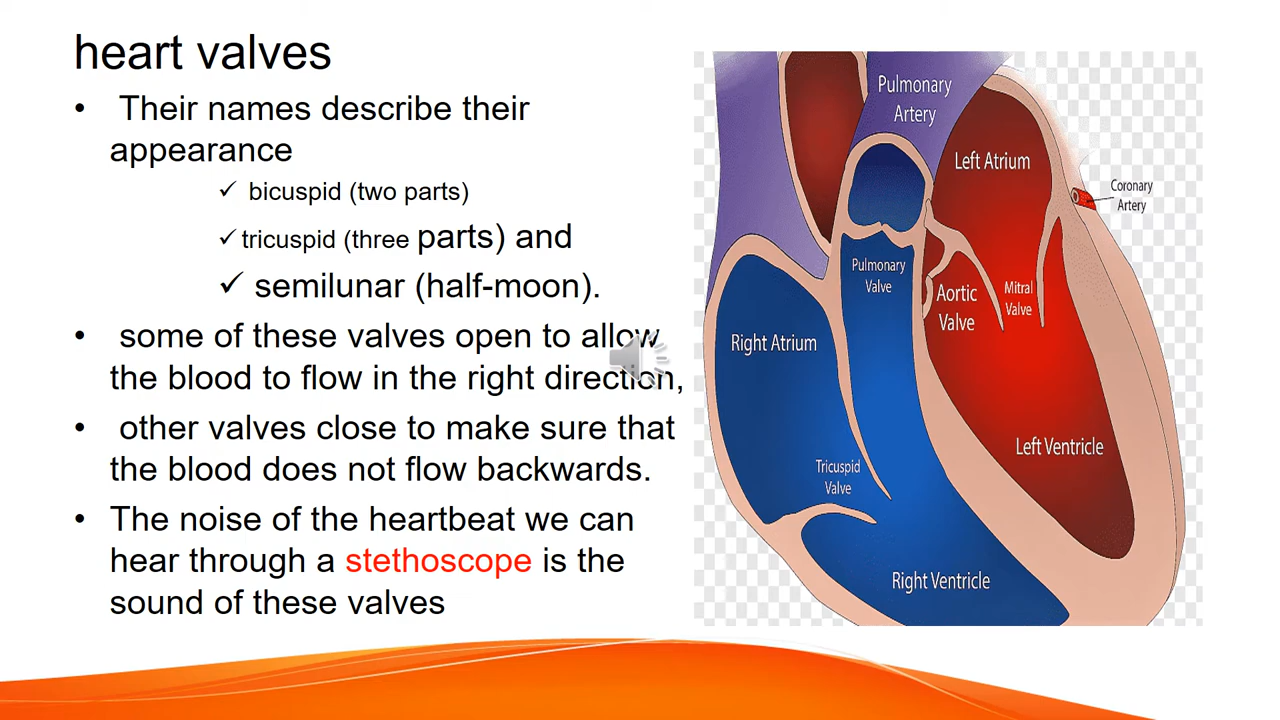 heart valves
• Their names describe their
appearance
✓ bicuspid (two parts)
✓ tricuspid (three parts) and
✓ semilunar (half-moon).
• some of these valves open to allow
the blood to flow in the right direction,
• other valves close to make sure that
the blood does not flow backwards.
• The noise of the heartbeat we can
hear through a stethoscope is the
sound of these valves
Pulmonary
Artery
Left Atrium
Coronary
Artery
Pulmonary
Valve
Aortic
Valve
Mitral
Valve
Right Atrium
Left Ventricle
Tricuspid
Valve
Right Ventricle